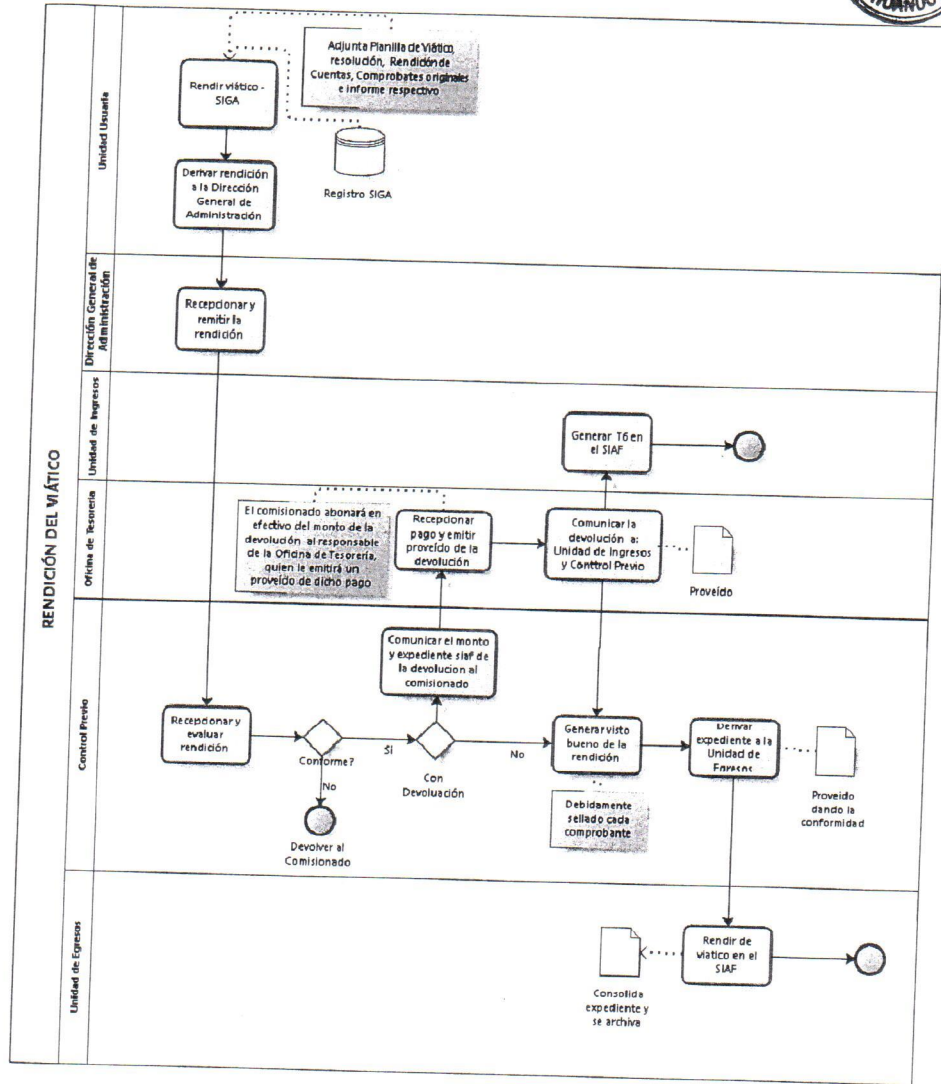 HUANUCO
RENDICIÓN DEL VIÁTICO
Unidad Usuaria
Rendir viático -
SIGA
Adjunta Planilla de Viático,
resolución, Rendición de
Cuentas, Comprobates originales
e informe respectivo
Registro SIGA
Derivar rendición
a la Dirección
General de
Administración
Dirección General de
Administración
Recepcionar y
remitir la
rendición
Unidad de Ingresos
Generar T6 en
el SIAF
Oficina de Tesorería
El comisionado abonará en
efectivo del monto de la
devolución al responsable
de la Oficina de Tesorería,
quien le emitirá un
proveído de dicho pago
Recepcionar
pago y emitir
proveído de la
devolución
Comunicar la
devolución a:
Unidad de Ingresos
y Conttrol Previo
Proveído
Control Previo
Comunicar el monto
y expediente siaf de
la devolucion al
comisionado
Recepcionar y
evaluar
rendición
Conforme?
Si
No
Devolver al
Comisionado
Con
Devoluación
No
Generar visto
bueno de la
rendición
Debidamente
sellado cada
comprobante
Derivar
expediente a la
Unidad de
Egresos
Proveido
dando la
conformidad
Unidad de Egresos
Rendir de
viatico en el
SIAF
Consolida
expediente y
se archiva